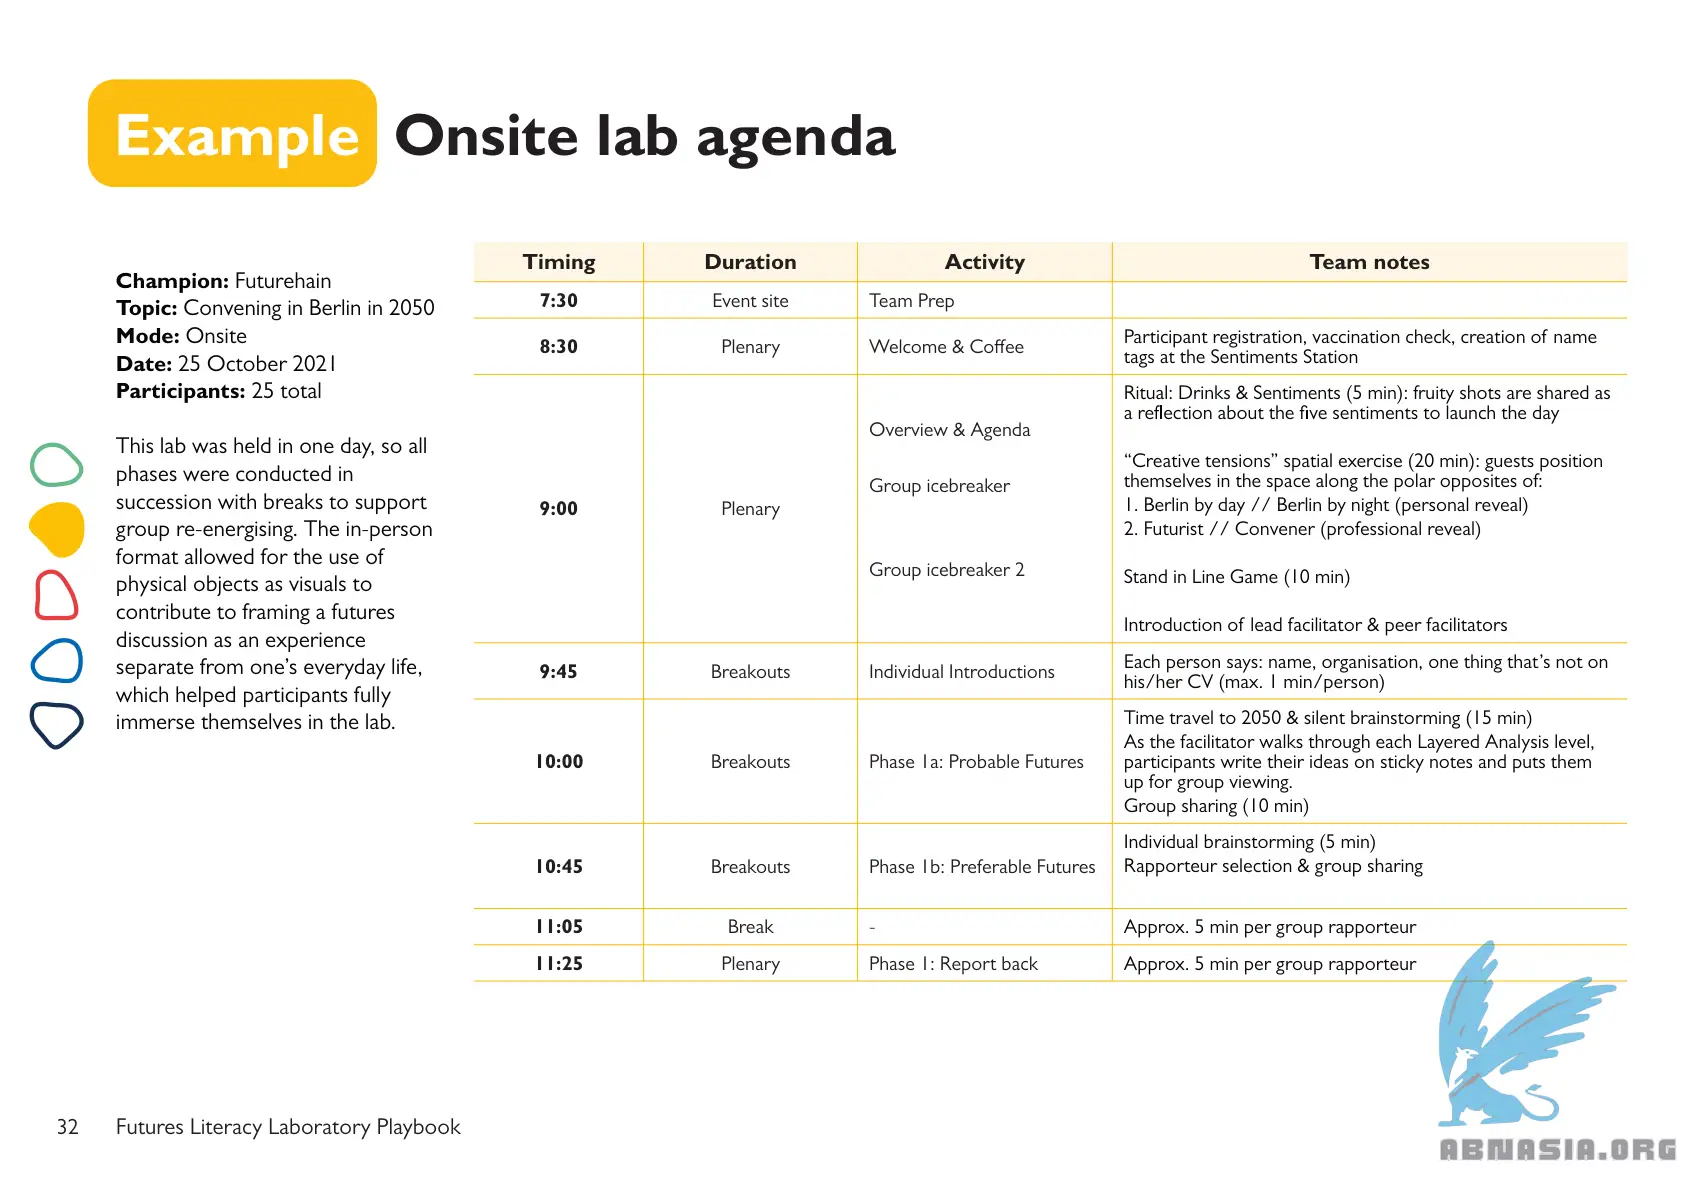 Example Onsite lab agenda
Champion: Futurehain
Topic: Convening in Berlin in 2050
Mode: Onsite
Date: 25 October 2021
Participants: 25 total
This lab was held in one day, so all
phases were conducted in
succession with breaks to support
group re-energising. The in-person
format allowed for the use of
physical objects as visuals to
contribute to framing a futures
discussion as an experience
separate from one's everyday life,
which helped participants fully
immerse themselves in the lab.
Timing Duration Activity Team notes
7:30 Event site Team Prep
8:30 Plenary Welcome & Coffee
Participant registration, vaccination check, creation of name
tags at the Sentiments Station
9:00 Plenary
Overview & Agenda
Group icebreaker
Group icebreaker 2
Ritual: Drinks & Sentiments (5 min): fruity shots are shared as
a reflection about the five sentiments to launch the day
“Creative tensions” spatial exercise (20 min): guests position
themselves in the space along the polar opposites of:
1. Berlin by day // Berlin by night (personal reveal)
2. Futurist // Convener (professional reveal)
Stand in Line Game (10 min)
Introduction of lead facilitator & peer facilitators
9:45 Breakouts Individual Introductions
Each person says: name, organisation, one thing that's not on
his/her CV (max. 1 min/person)
10:00 Breakouts Phase 1a: Probable Futures
Time travel to 2050 & silent brainstorming (15 min)
As the facilitator walks through each Layered Analysis level,
participants write their ideas on sticky notes and puts them
up for group viewing.
Group sharing (10 min)
10:45 Breakouts Phase 1b: Preferable Futures
Individual brainstorming (5 min)
Rapporteur selection & group sharing
11:05 Break - Approx. 5 min per group rapporteur
11:25 Plenary Phase 1: Report back Approx. 5 min per group rapporteur
32 Futures Literacy Laboratory Playbook
ABNASIA.ORG